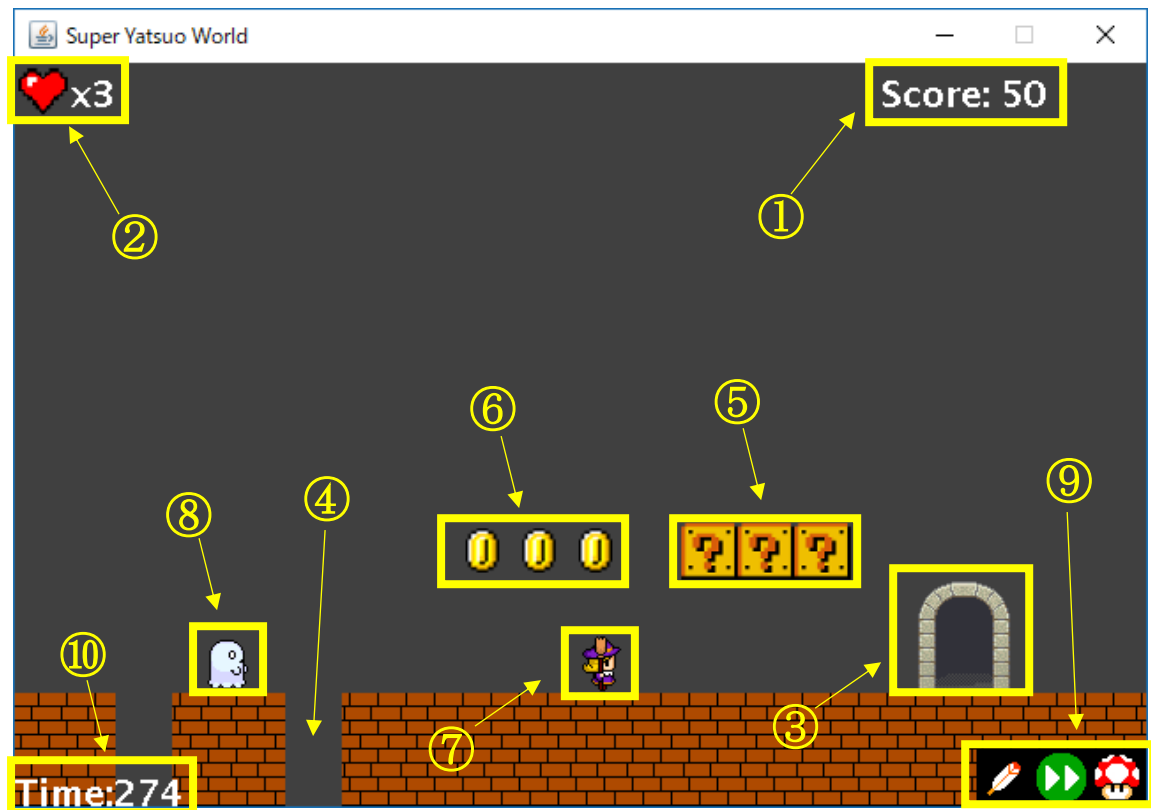 Super Yatsuo World
x3
Score: 50
①
②
⑥
⑤
⑧
④
⑨
? ? ?
⑩
⑦
③
Time:274